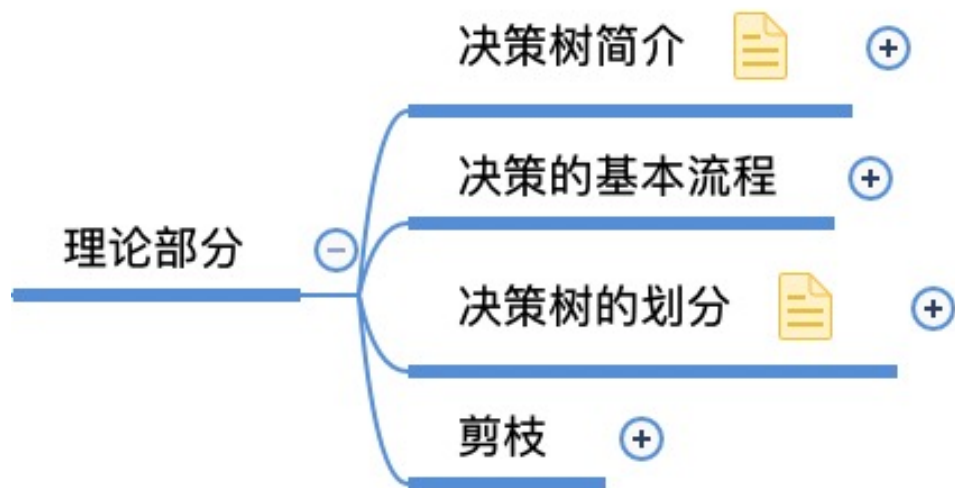 决策树简介
决策的基本流程
理论部分
决策树的划分
剪枝